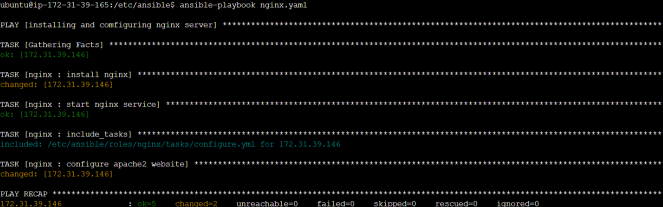 ubuntu@ip-172-31-39-165:/etc/ansible$ ansible-playbook nginx.yaml
PLAY [installing and comfiguring nginx server] ****************************************************************************************
TASK [Gathering Facts] ****************************************************************************************
ok: [172.31.39.146]
TASK [nginx : install nginx] ****************************************************************************************
changed: [172.31.39.146]
TASK [nginx : start nginx service] ****************************************************************************************
ok: [172.31.39.146]
TASK [nginx : include_tasks] ****************************************************************************************
included: /etc/ansible/roles/nginx/tasks/configure.yml for 172.31.39.146
TASK [nginx : configure apache2 website] ****************************************************************************************
changed: [172.31.39.146]
PLAY RECAP ****************************************************************************************
172.31.39.146 : ok=5 changed=2 unreachable=0 failed=0 skipped=0 rescued=0 ignored=0